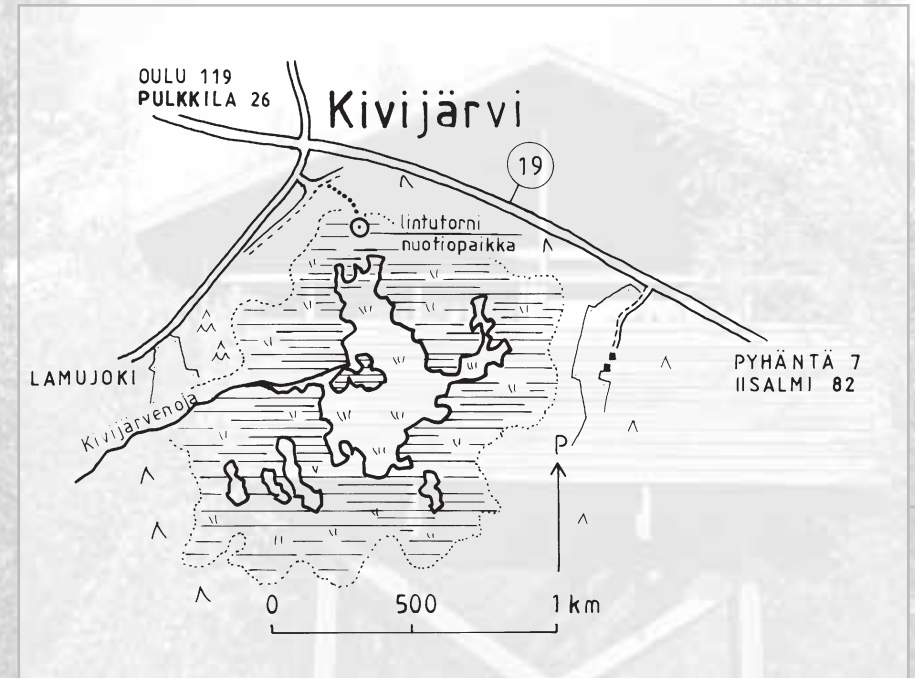 OULU 119
PULKKILA 26
Kivijärvi
19
lintutorni
nuotiopaikka
LAMUJOKI
PYHÄNTÄ 7
IISALMI 82
Kivijärvenoja
P
0 500 1 km